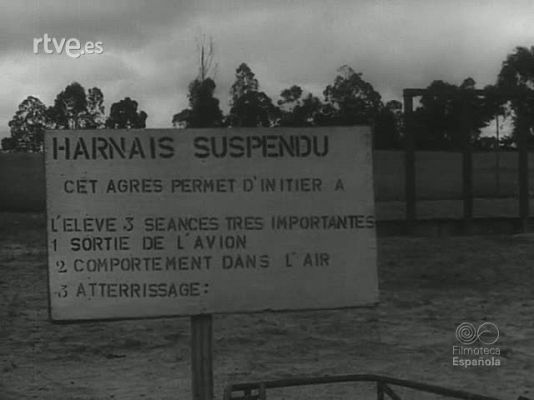 rtve.es
HARNAIS SUSPENDU
CET AGRES PERMET D'INITIER A
L'ELEVE 3 SEANCES TRES IMPORTANTES
1 SORTIE DE L'AVION
2 COMPORTEMENT DANS L'AIR
3 ATTERRISSAGE:
Filmoteca
Española